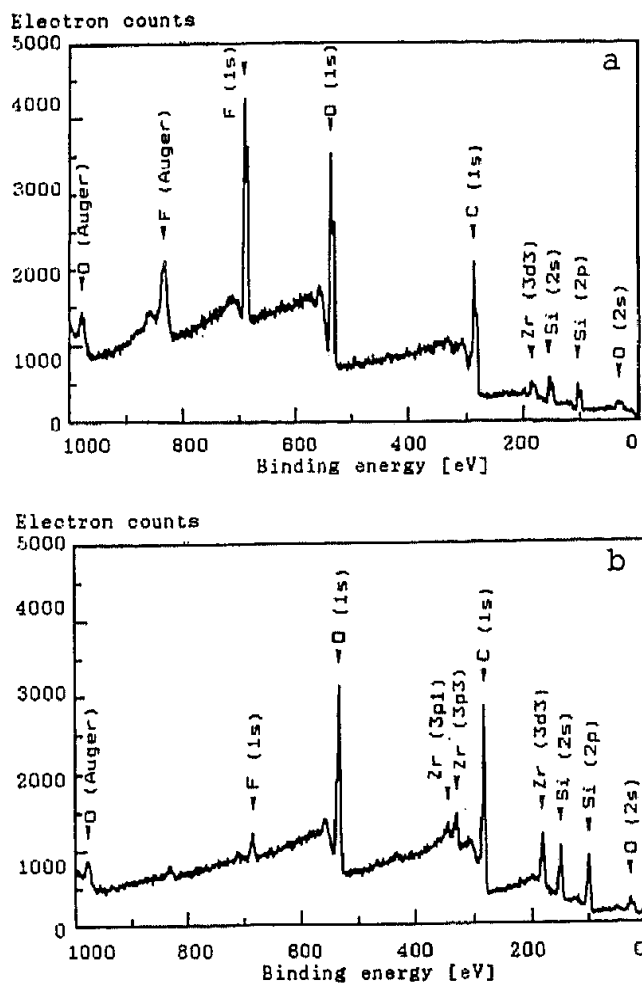 Electron counts
a
5000
4000
3000
2000
1000
0
O (Auger)
F (Auger)
F (1s)
O (1s)
C (1s)
Zr (3d3)
Si (2s)
Si (2p)
O (2s)
1000 800 600 400 200 0
Binding energy [eV]
Electron counts
b
5000
4000
3000
2000
1000
0
O (Auger)
F (1s)
O (1s)
Zr (3p1)
Zr (3p3)
C (1s)
Zr (3d3)
Si (2s)
Si (2p)
O (2s)
1000 800 600 400 200 0
Binding energy [eV]